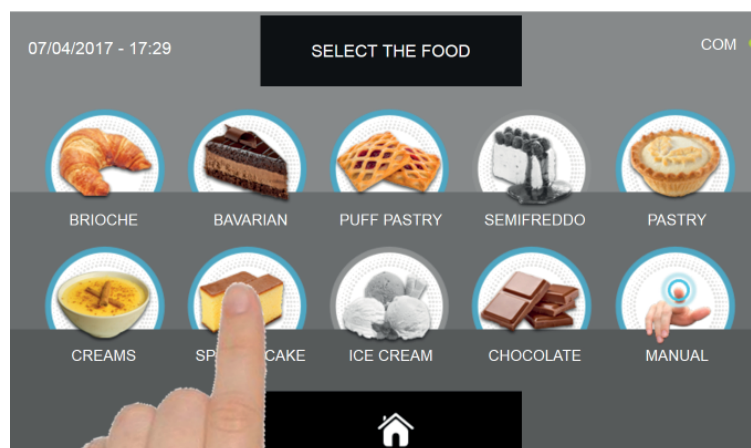 07/04/2017 - 17:29
SELECT THE FOOD
COM
BRIOCHE
BAVARIAN
PUFF PASTRY
SEMIFREDDO
PASTRY
CREAMS
SP CAKE
ICE CREAM
CHOCOLATE
MANUAL